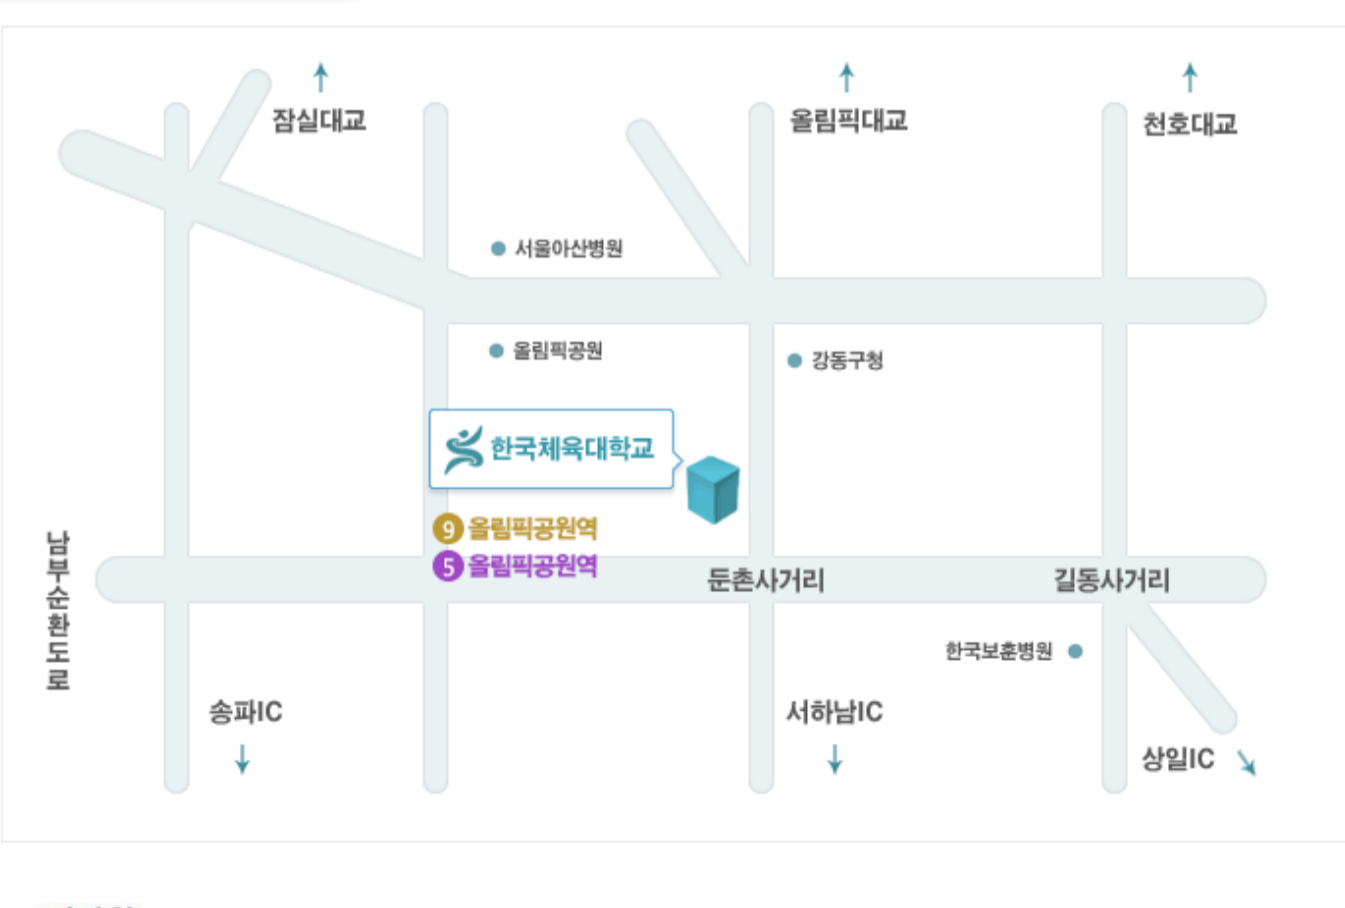 잠실대교
올림픽대교
천호대교
서울아산병원
올림픽공원
강동구청
한국체육대학교
9 올림픽공원역
5 올림픽공원역
둔촌사거리
길동사거리
남부순환도로
한국보훈병원
송파IC
서하남IC
상일IC